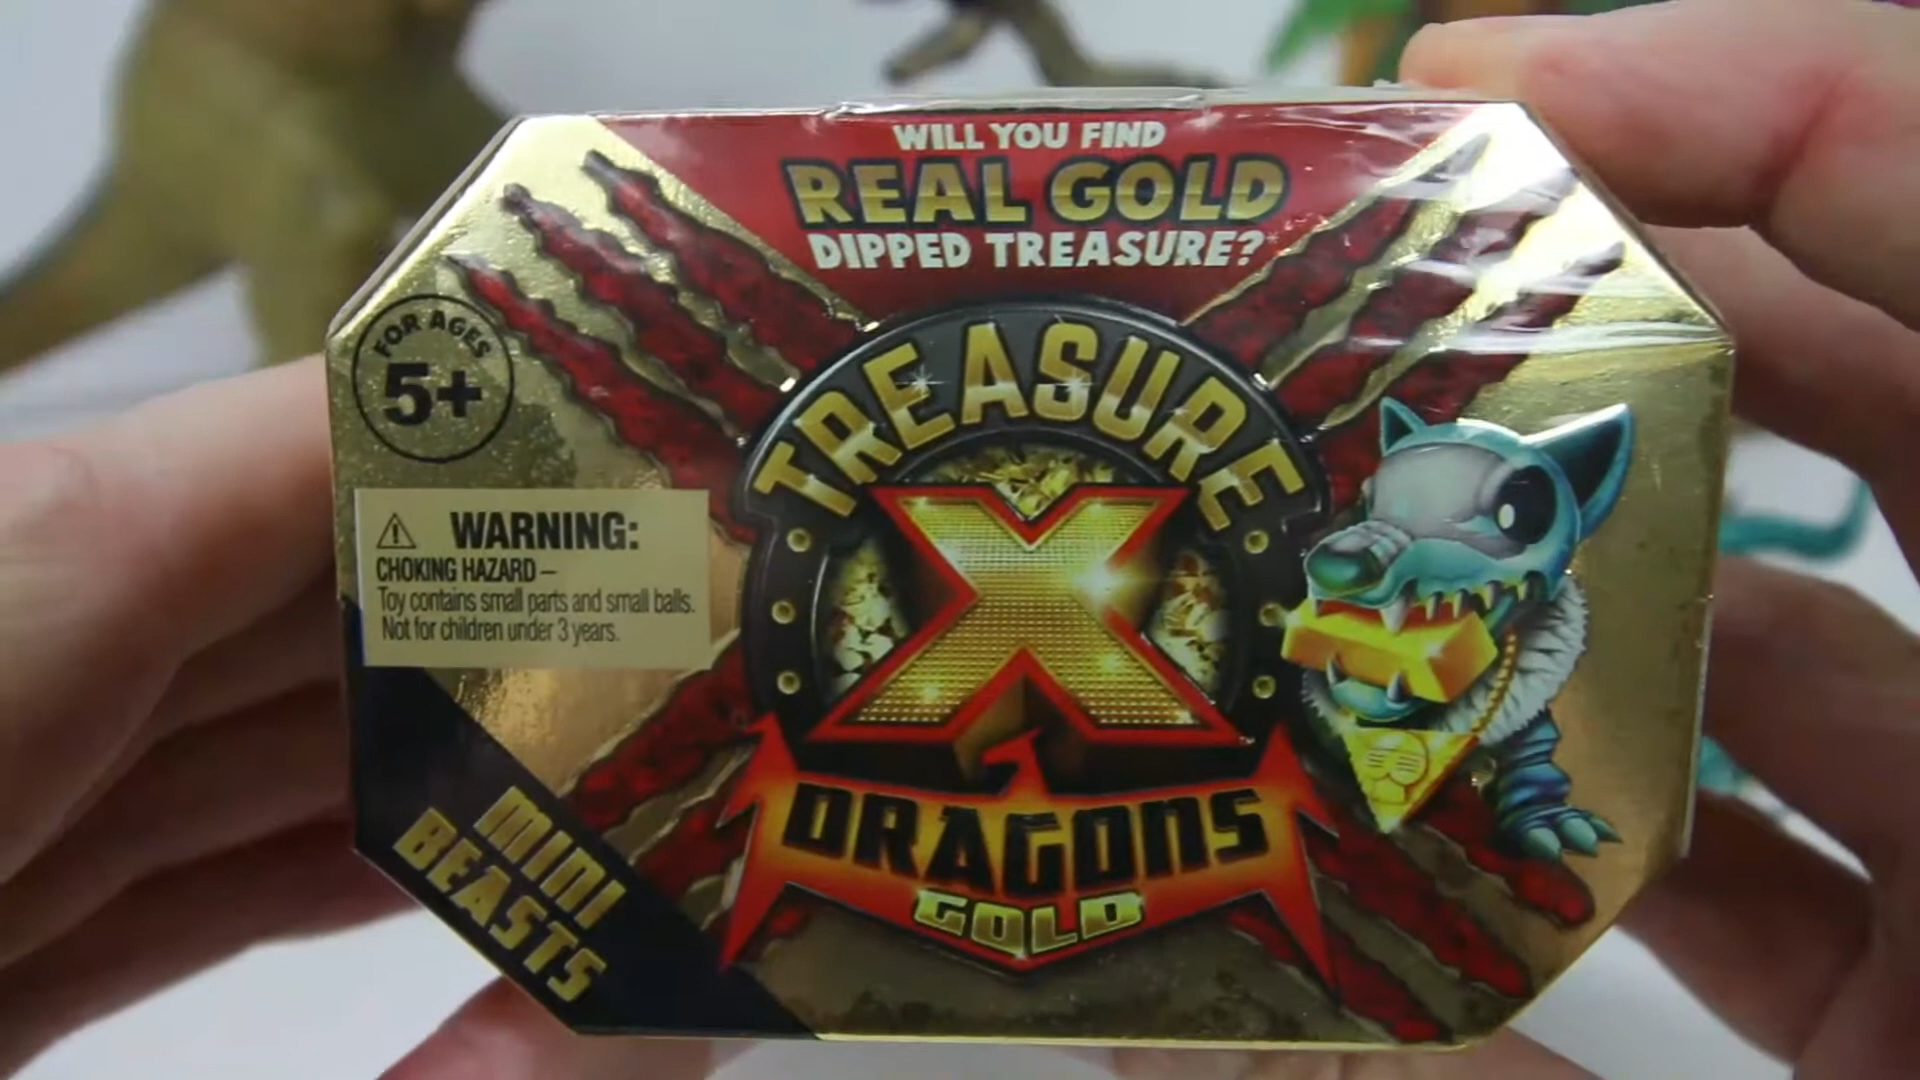 WILL YOU FIND
REAL GOLD
DIPPED TREASURE?*
FOR AGES
5+
TREASURE
X
WARNING:
CHOKING HAZARD –
Toy contains small parts and small balls.
Not for children under 3 years.
DRAGONS
GOLD
MINI
BEASTS